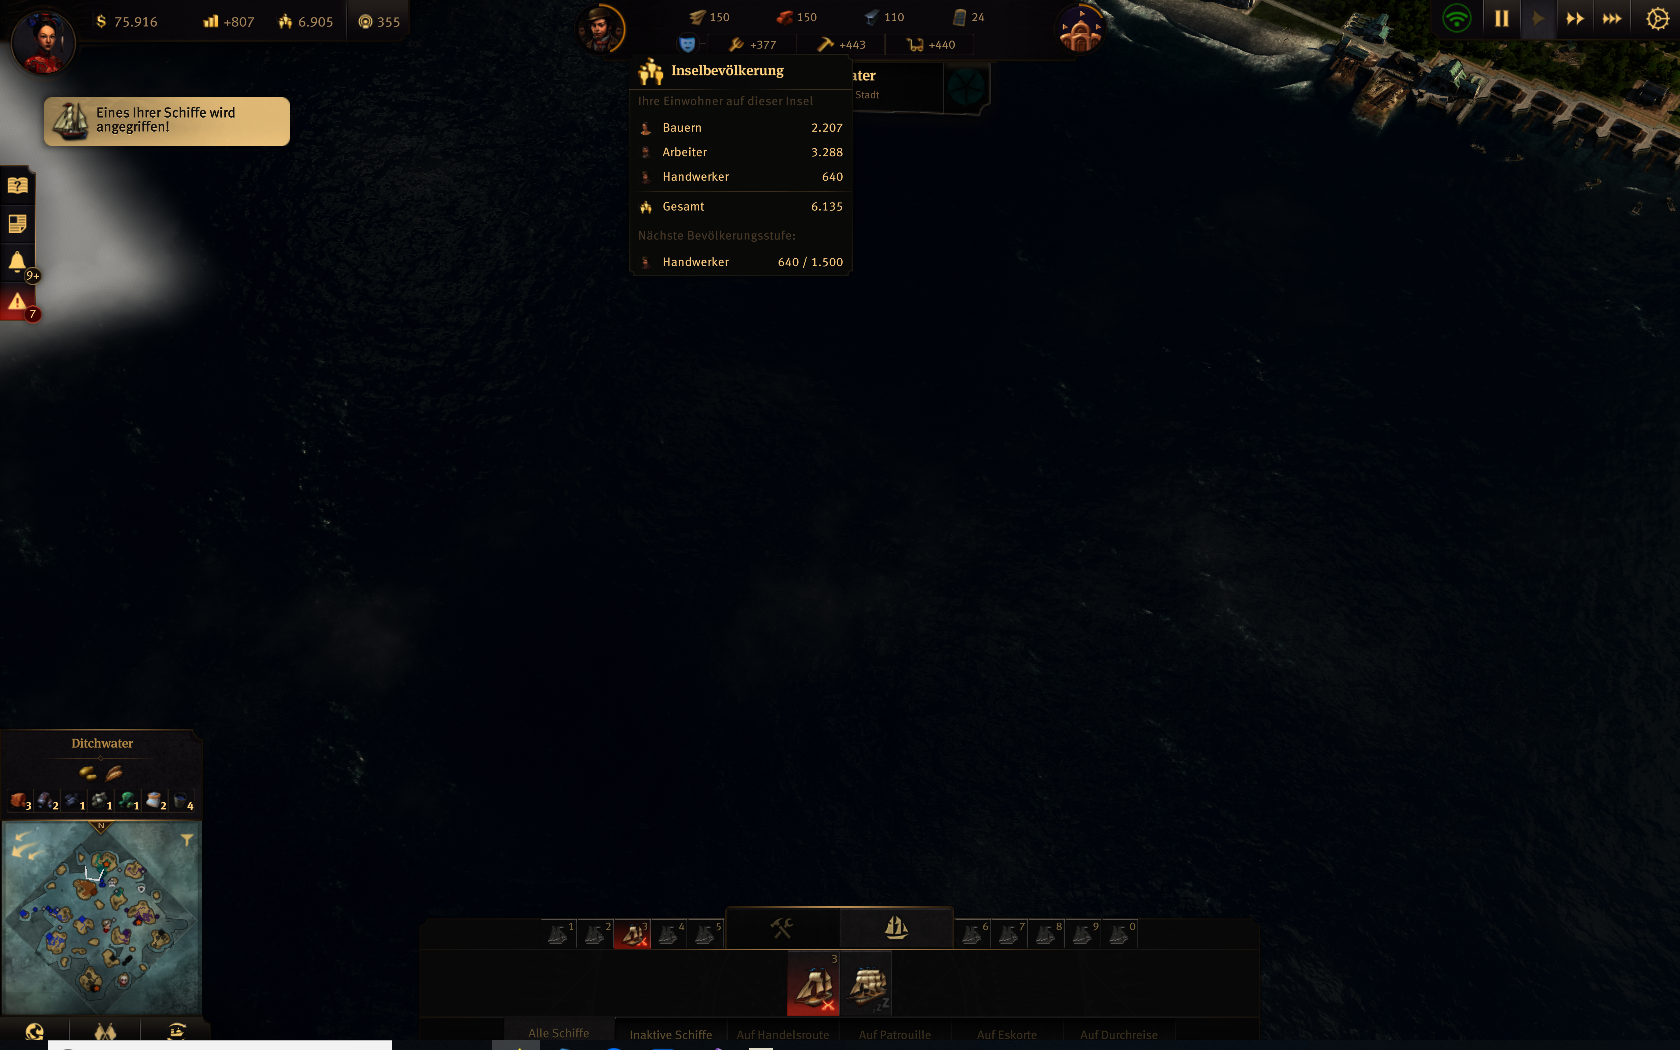 75.916
+807
6.905
355
150
150
110
24
+377
+443
+440
Inselbevölkerung
Ihre Einwohner auf dieser Insel
Bauern 2.207
Arbeiter 3.288
Handwerker 640
Gesamt 6.135
Nächste Bevölkerungsstufe:
Handwerker 640 / 1.500
ater
Stadt
Eines Ihrer Schiffe wird
angegriffen!
9+
7
Ditchwater
3 2 1 1 1 2 4
N
1 2 3 4 5 6 7 8 9 0
3
zZ
Alle Schiffe
Inaktive Schiffe
Auf Handelsroute
Auf Patrouille
Auf Eskorte
Auf Durchreise